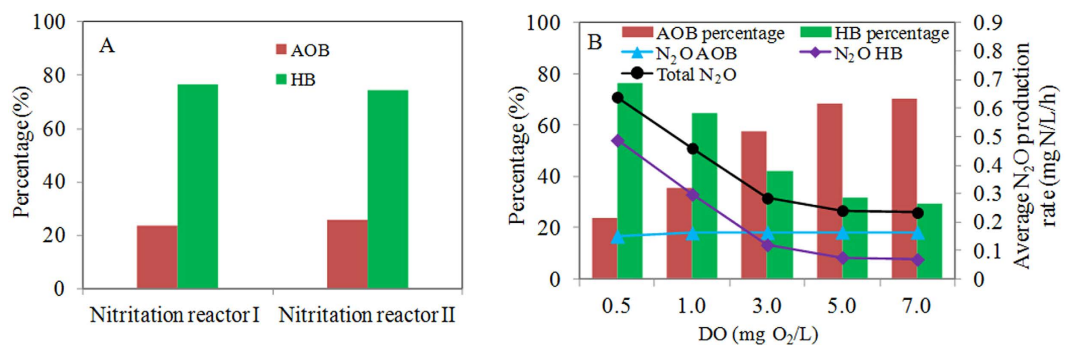 A
AOB
HB
Percentage (%)
100
80
60
40
20
0
Nitritation reactor I
Nitritation reactor II
B
AOB percentage
HB percentage
N₂O AOB
N₂O HB
Total N₂O
Percentage (%)
100
80
60
40
20
0
0.5
1.0
3.0
5.0
7.0
DO (mg O₂/L)
0.9
0.8
0.7
0.6
0.5
0.4
0.3
0.2
0.1
0
Average N₂O production
rate (mg N/L/h)